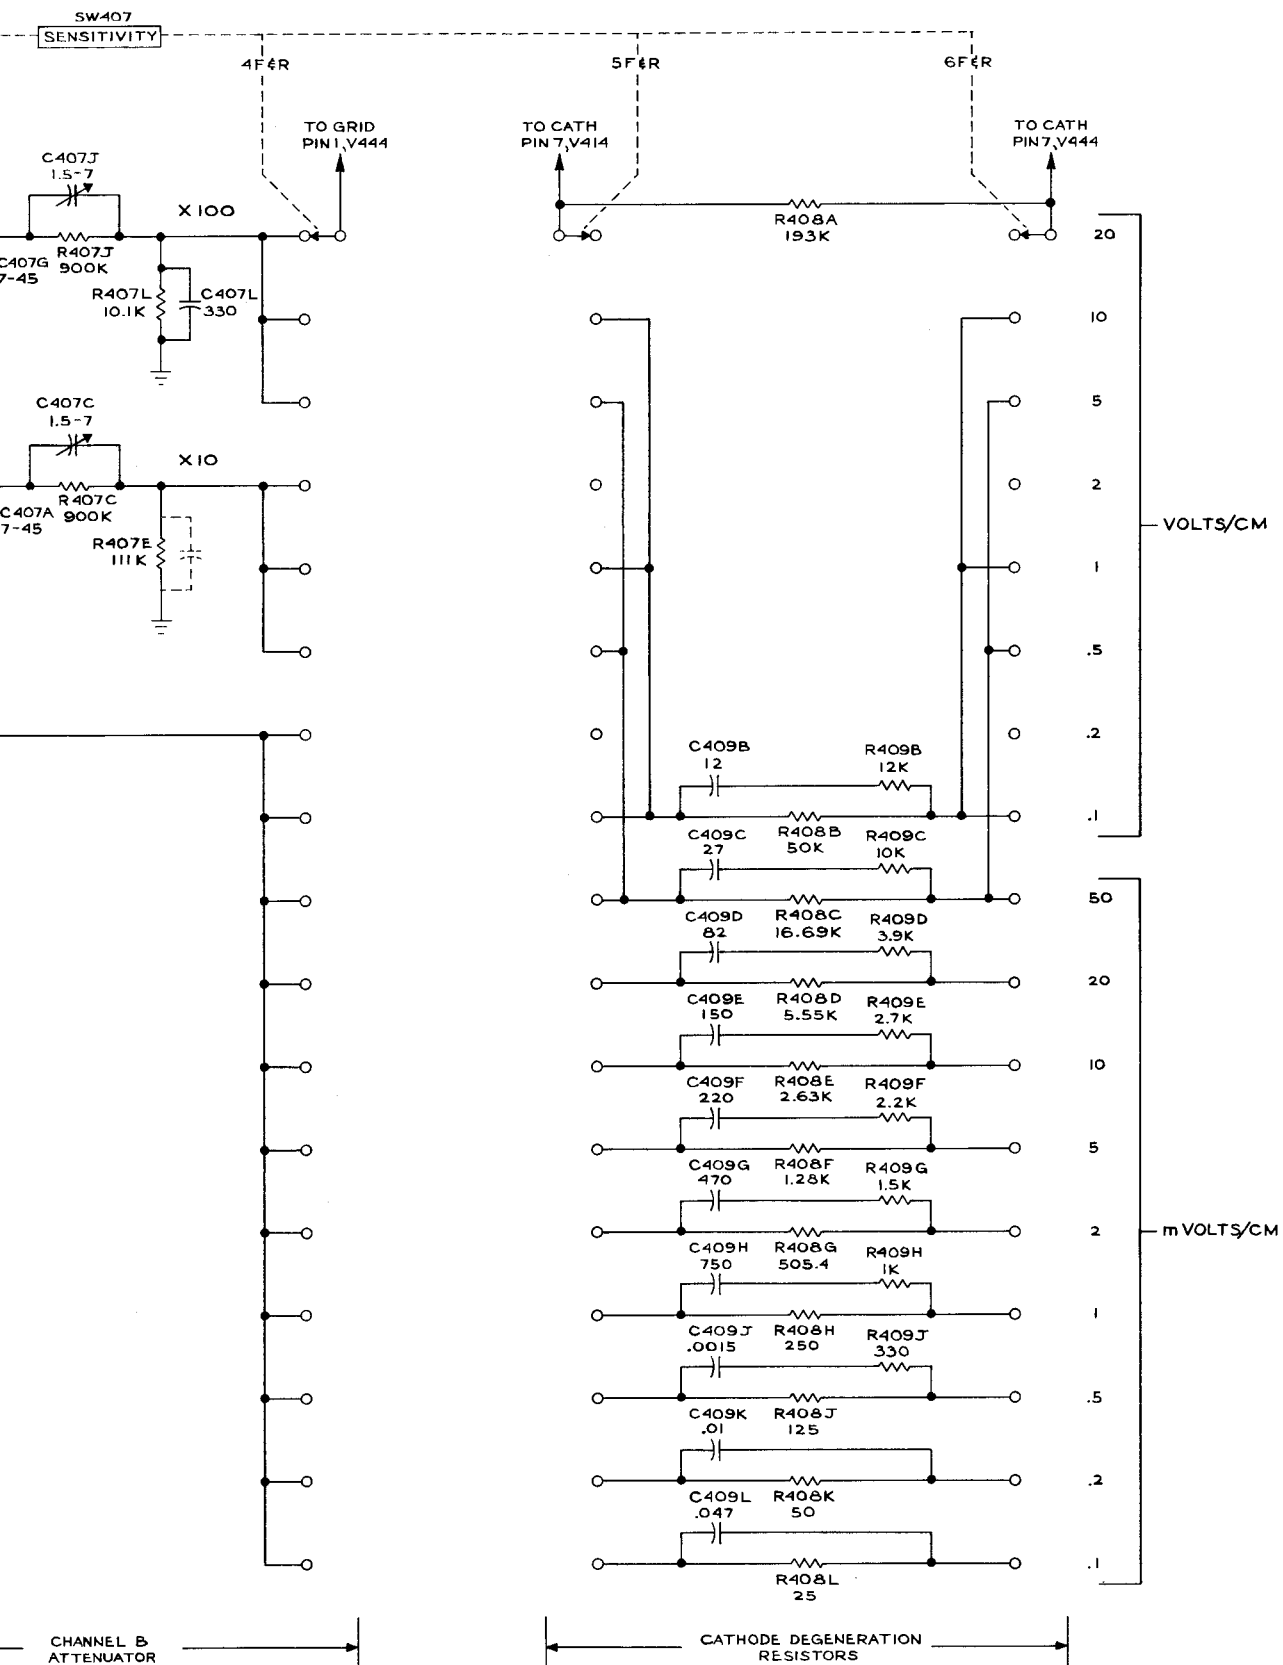 SW407
SENSITIVITY
4F&R
5F&R
6F&R
TO GRID
PIN 1, V444
TO CATH
PIN 7, V414
TO CATH
PIN 7, V444
C407J
1.5-7
X100
R407J
900K
C407G
7-45
R407L
10.1K
C407L
330
R408A
193K
20
10
C407C
1.5-7
5
X10
2
R407C
900K
C407A
7-45
VOLTS/CM
R407E
111K
1
.5
.2
C409B
12
R409B
12K
R408B
50K
.1
C409C
27
R409C
10K
R408C
16.69K
50
C409D
82
R409D
3.9K
R408D
5.55K
20
C409E
150
R409E
2.7K
R408E
2.63K
10
C409F
220
R409F
2.2K
R408F
1.28K
5
C409G
470
R409G
1.5K
R408G
505.4
2
mVOLTS/CM
C409H
750
R409H
1K
R408H
250
1
C409J
.0015
R409J
330
R408J
125
.5
C409K
.01
R408K
50
.2
C409L
.047
R408L
25
.1
CHANNEL B
ATTENUATOR
CATHODE DEGENERATION
RESISTORS